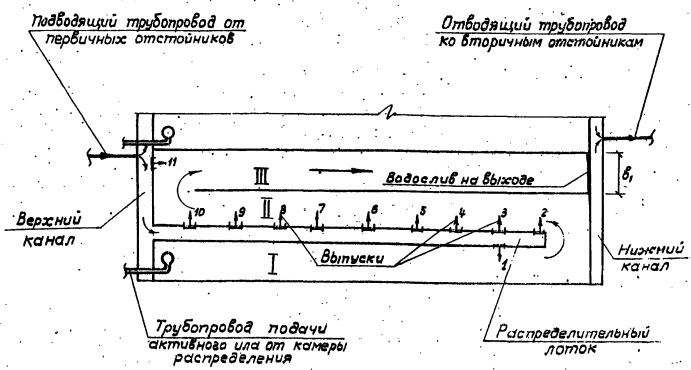 Подводящий трубопровод от
первичных отстойников
Отводящий трубопровод
ко вторичным отстойникам
11
III
Водослив на выходе
в₁
II
10 9 8 7 6 5 4 3 2
Верхний
канал
I
Выпуски
1
Нижний
канал
Трубопровод подачи
активного ила от камеры
распределения
Распределительный
лоток